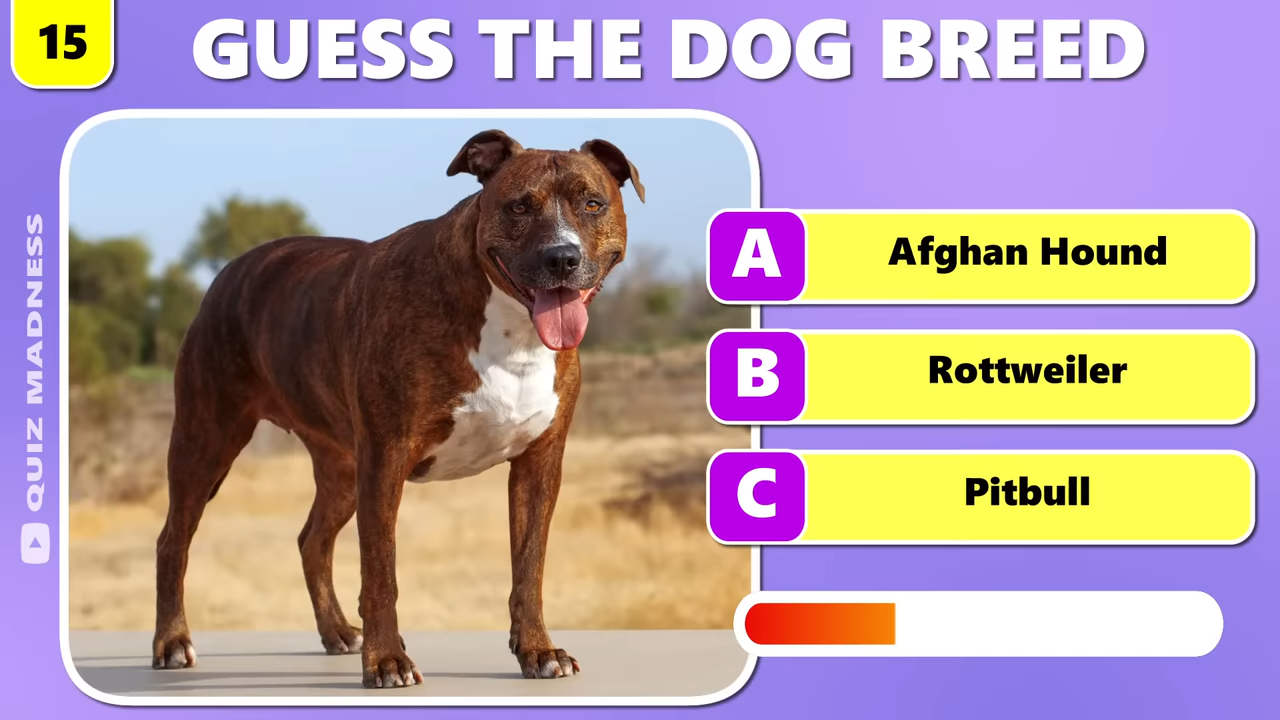 15
GUESS THE DOG BREED
A
Afghan Hound
B
Rottweiler
C
Pitbull
QUIZ MADNESS